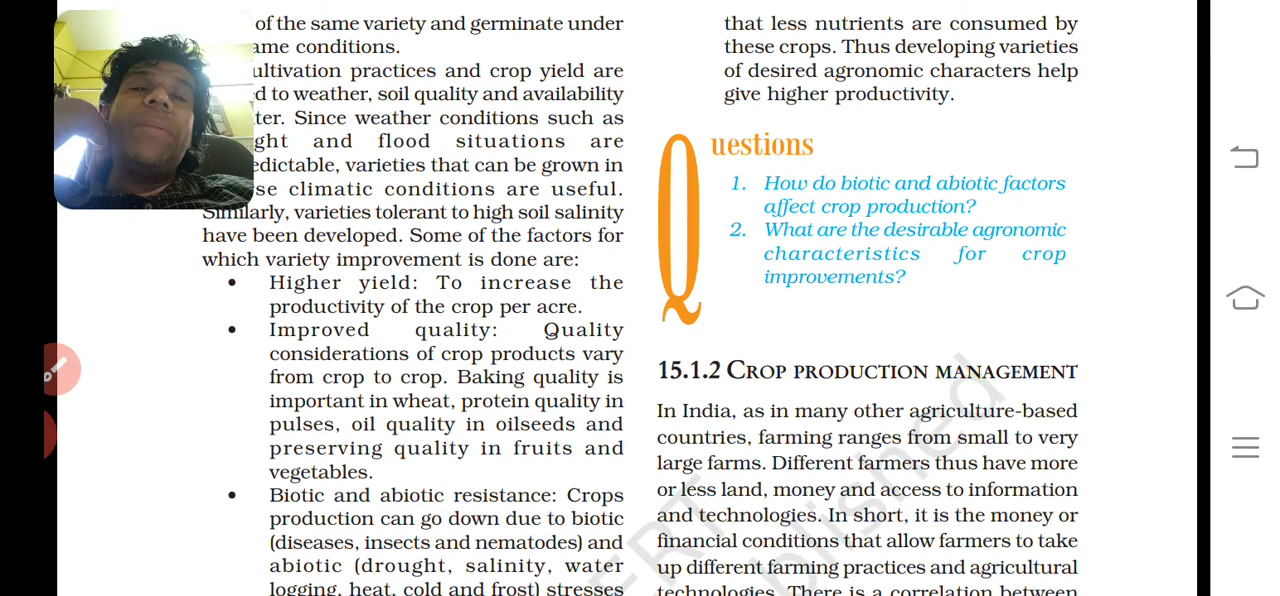 of the same variety and germinate under
ame conditions.
ultivation practices and crop yield are
d to weather, soil quality and availability
ter. Since weather conditions such as
ght and flood situations are
edictable, varieties that can be grown in
se climatic conditions are useful.
Similarly, varieties tolerant to high soil salinity
have been developed. Some of the factors for
which variety improvement is done are:
• Higher yield: To increase the
productivity of the crop per acre.
• Improved quality: Quality
considerations of crop products vary
from crop to crop. Baking quality is
important in wheat, protein quality in
pulses, oil quality in oilseeds and
preserving quality in fruits and
vegetables.
• Biotic and abiotic resistance: Crops
production can go down due to biotic
(diseases, insects and nematodes) and
abiotic (drought, salinity, water
logging, heat, cold and frost) stresses
that less nutrients are consumed by
these crops. Thus developing varieties
of desired agronomic characters help
give higher productivity.
Questions
1. How do biotic and abiotic factors
affect crop production?
2. What are the desirable agronomic
characteristics for crop
improvements?
15.1.2 CROP PRODUCTION MANAGEMENT
In India, as in many other agriculture-based
countries, farming ranges from small to very
large farms. Different farmers thus have more
or less land, money and access to information
and technologies. In short, it is the money or
financial conditions that allow farmers to take
up different farming practices and agricultural
technologies. There is a correlation between
ERT
blished